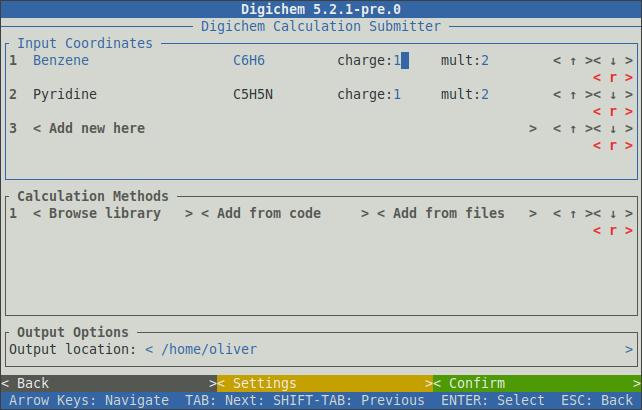 Digichem 5.2.1-pre.0
Digichem Calculation Submitter
Input Coordinates
1 Benzene C6H6 charge:1 mult:2 < ↑ >< ↓ >
< r >
2 Pyridine C5H5N charge:1 mult:2 < ↑ >< ↓ >
< r >
3 < Add new here > < ↑ >< ↓ >
< r >
Calculation Methods
1 < Browse library > < Add from code > < Add from files > < ↑ >< ↓ >
< r >
Output Options
Output location: < /home/oliver >
< Back >< Settings >< Confirm >
Arrow Keys: Navigate TAB: Next: SHIFT-TAB: Previous ENTER: Select ESC: Back